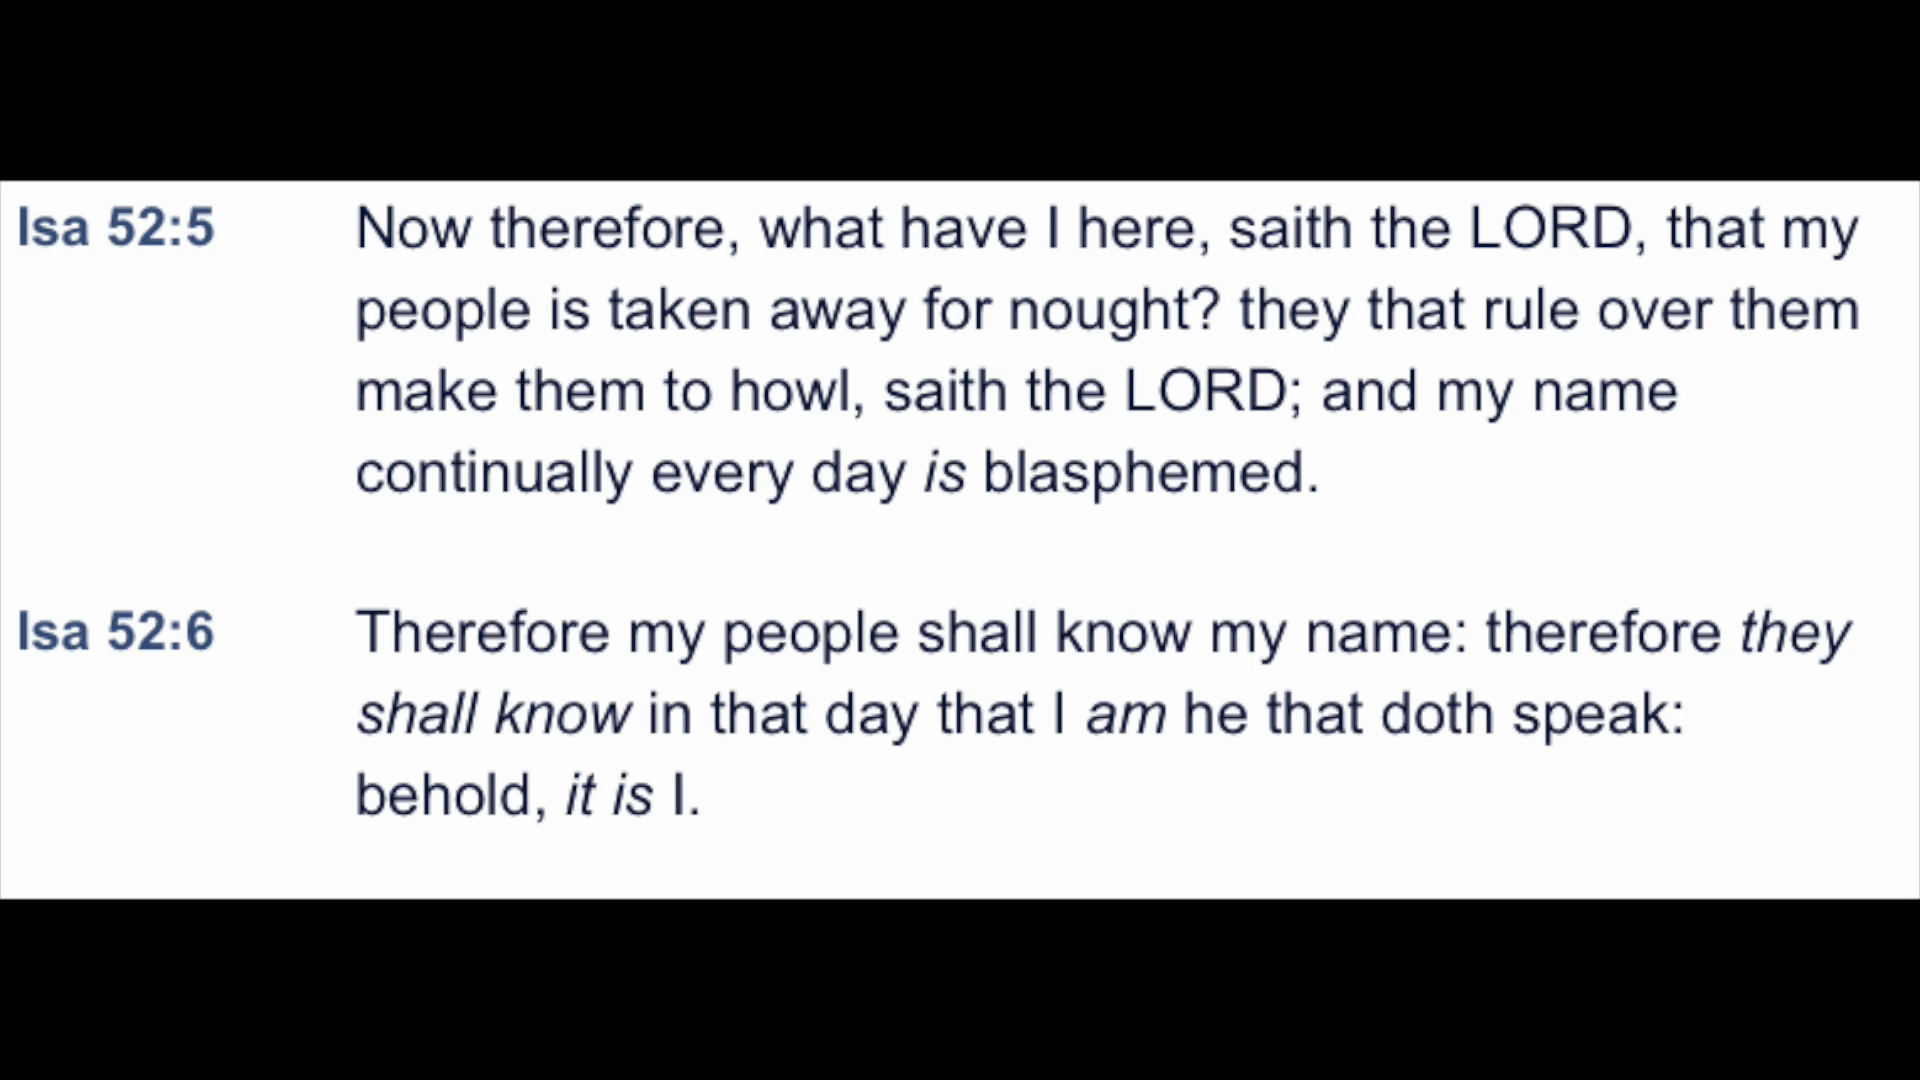 Isa 52:5 Now therefore, what have I here, saith the LORD, that my
people is taken away for nought? they that rule over them
make them to howl, saith the LORD; and my name
continually every day is blasphemed.
Isa 52:6 Therefore my people shall know my name: therefore they
shall know in that day that I am he that doth speak:
behold, it is I.